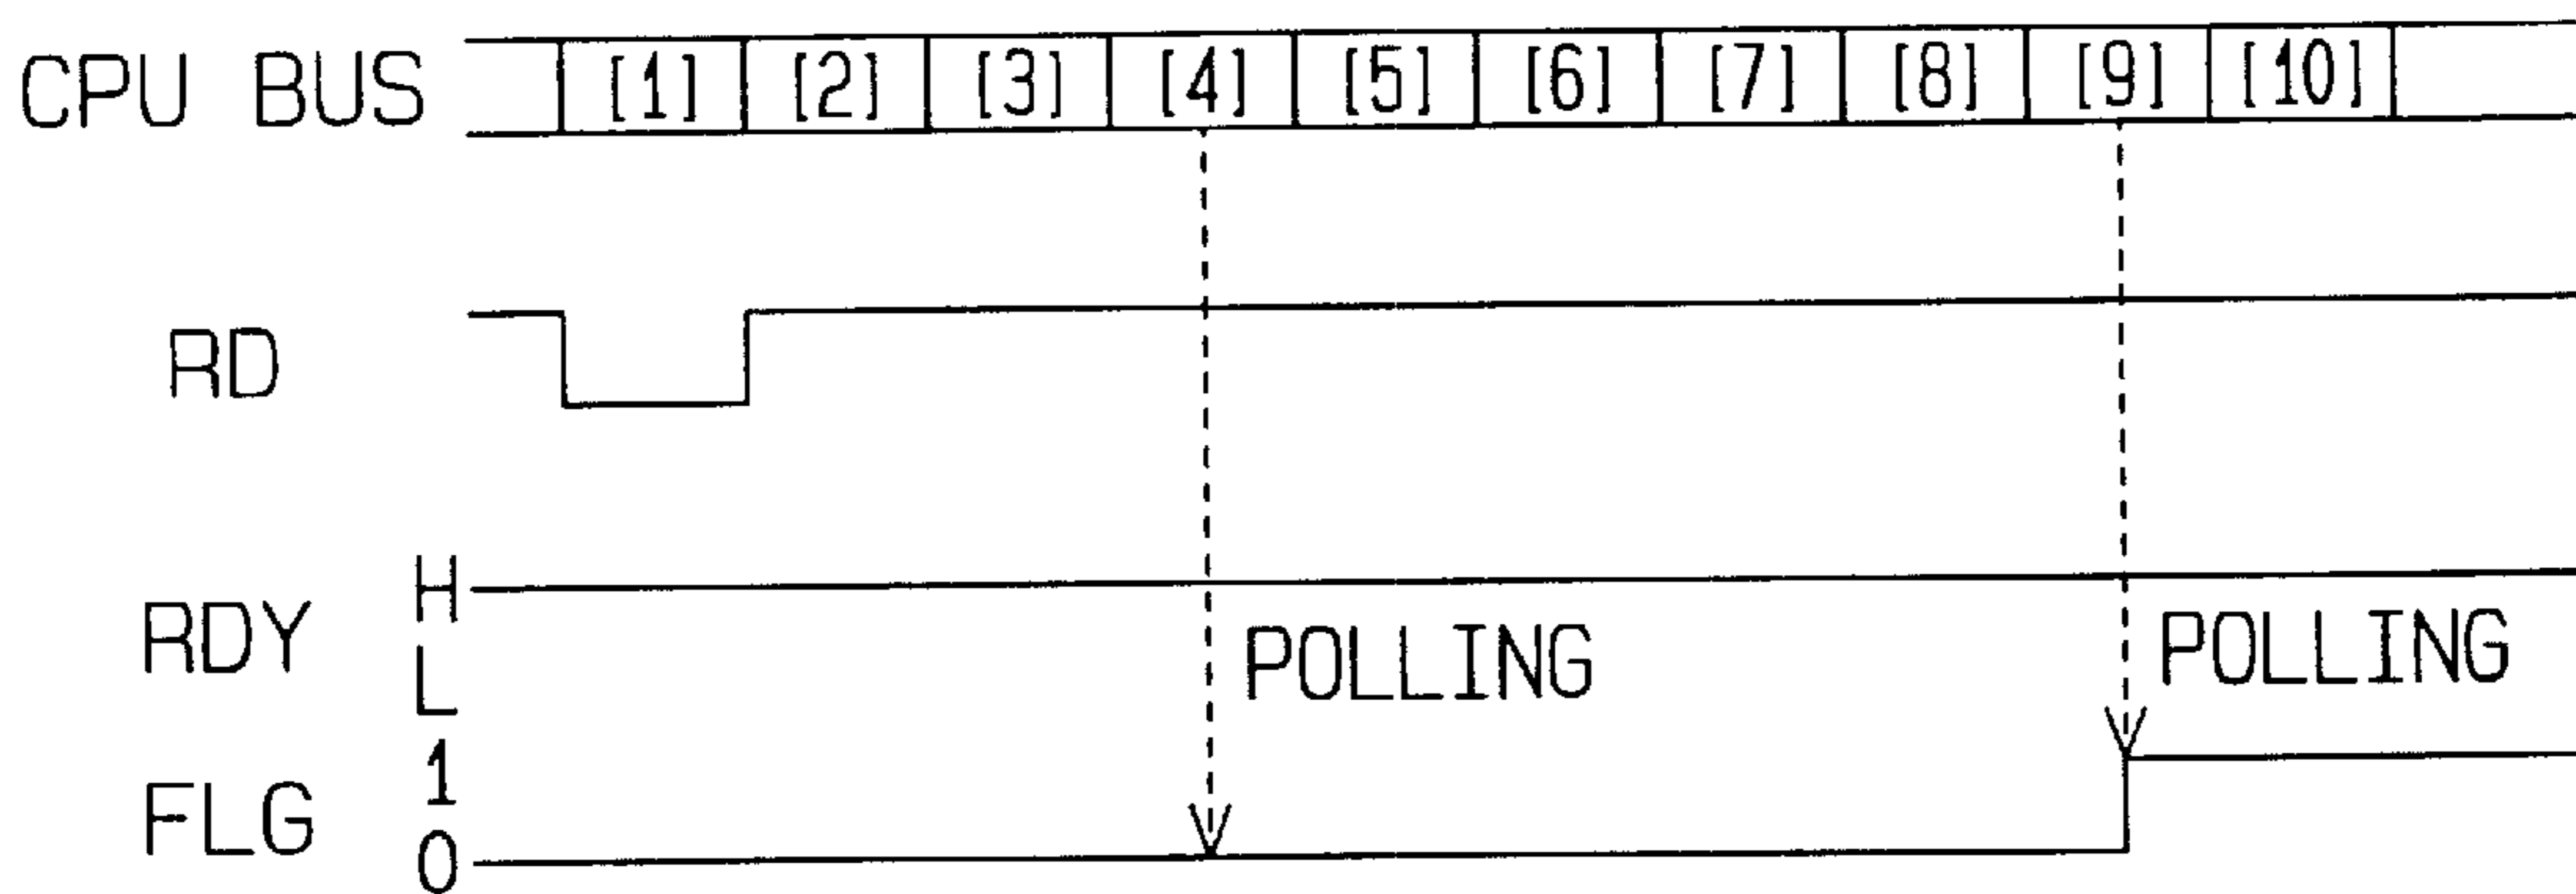 CPU BUS [1] [2] [3] [4] [5] [6] [7] [8] [9] [10]
RD
RDY H
L
POLLING POLLING
FLG 1
0